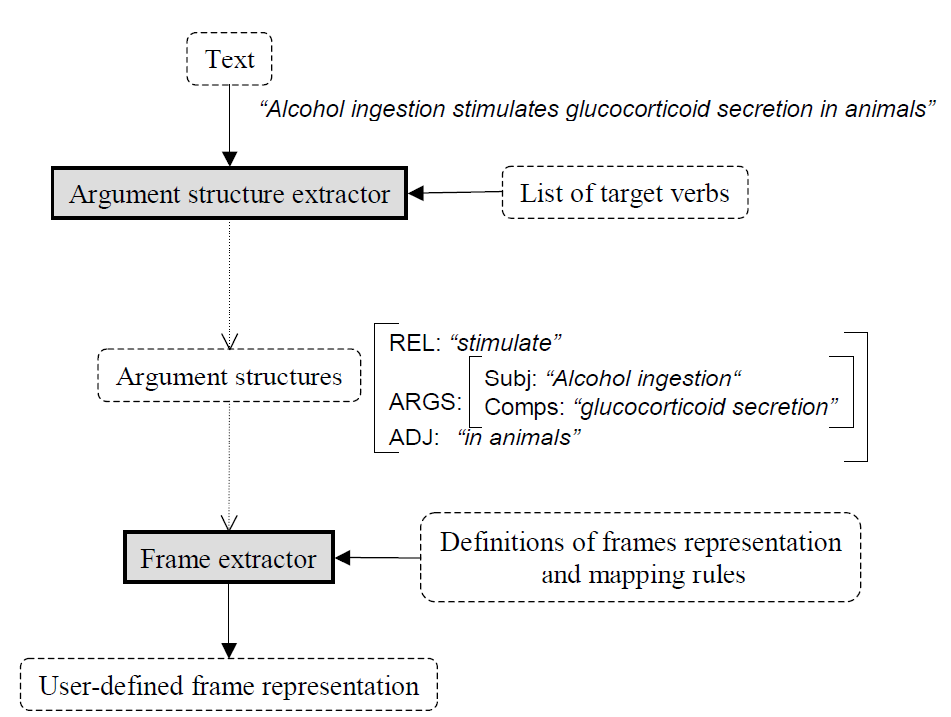 Text
“Alcohol ingestion stimulates glucocorticoid secretion in animals”
Argument structure extractor
List of target verbs
Argument structures
REL: “stimulate”
ARGS:
Subj: “Alcohol ingestion“
Comps: “glucocorticoid secretion”
ADJ: “in animals”
Frame extractor
Definitions of frames representation
and mapping rules
User-defined frame representation